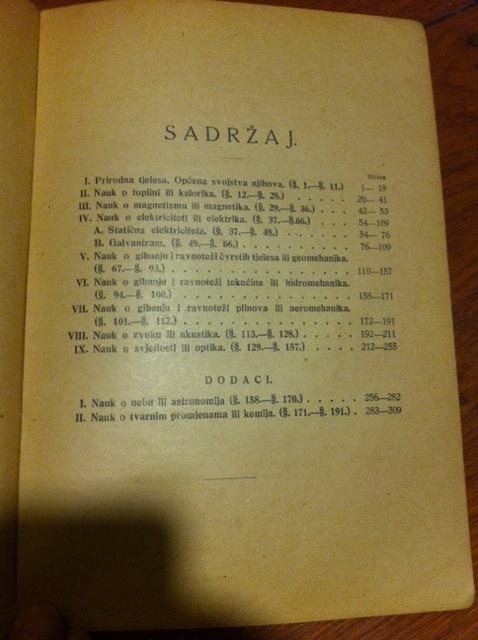 SADRŽAJ.
Strana
I. Prirodna tjelesa. Općena svojstva njihova. (§. 1.—§. 11.) 1— 19
II. Nauk o toplini ili kalorika. (§. 12.—§. 28.) . . . . . . . 20— 41
III. Nauk o magnetizmu ili magnetika. (§. 29.—§. 36.) . . . . 42— 53
IV. Nauk o elektriciteti ili elektrika. (§. 37.—§.66.) . . . . 54—109
A. Statična elektriciteta. (§. 37.—§. 48.) . . . . . . 54— 76
B. Galvanizam. (§. 49.—§. 66.) . . . . . . . . . . 76—109
V. Nauk o gibanju i ravnoteži čvrstih tjelesa ili geomehanika.
(§. 67.—§. 93.) . . . . . . . . . . . . . . . . 110—157
VI. Nauk o gibanju i ravnoteži tekućina ili hidromehanika.
(§. 94.—§. 100.) . . . . . . . . . . . . . . . 158—171
VII. Nauk o gibanju i ravnoteži plinova ili aeromehanika.
(§. 101.—§. 112.) . . . . . . . . . . . . . . . 172—191
VIII. Nauk o zvuku ili akustika. (§. 113.—§. 128.) . . . . . 192—211
IX. Nauk o svjetlosti ili optika. (§. 129.—§. 157.) . . . . 212—255
DODACI.
I. Nauk o nebu ili astronomija (§. 158.—§. 170.) . . . . . 256—282
II. Nauk o tvarnim promjenama ili kemija. (§. 171.—§. 191.) . 283—309